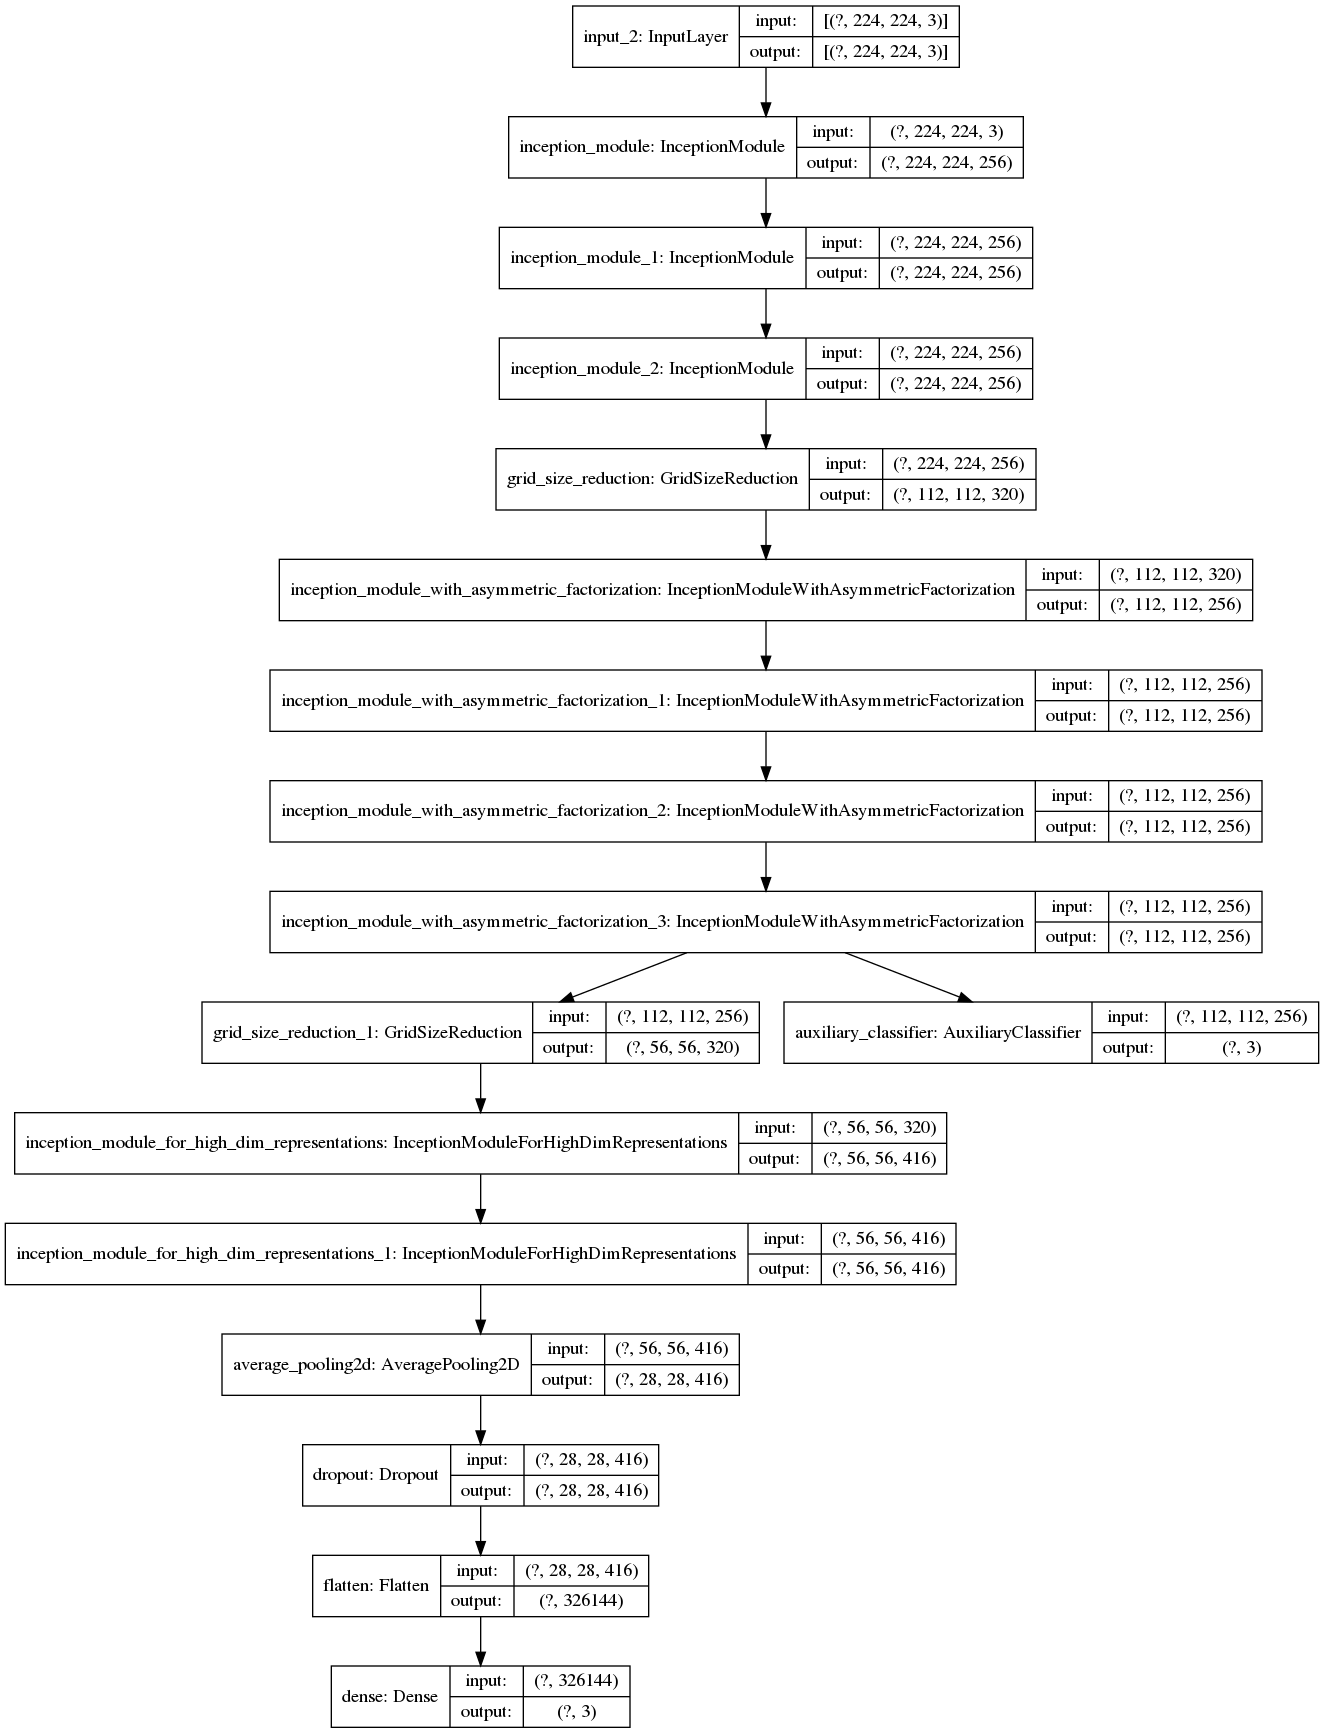 input_2: InputLayer
input: [(?, 224, 224, 3)]
output: [(?, 224, 224, 3)]
inception_module: InceptionModule
input: (?, 224, 224, 3)
output: (?, 224, 224, 256)
inception_module_1: InceptionModule
input: (?, 224, 224, 256)
output: (?, 224, 224, 256)
inception_module_2: InceptionModule
input: (?, 224, 224, 256)
output: (?, 224, 224, 256)
grid_size_reduction: GridSizeReduction
input: (?, 224, 224, 256)
output: (?, 112, 112, 320)
inception_module_with_asymmetric_factorization: InceptionModuleWithAsymmetricFactorization
input: (?, 112, 112, 320)
output: (?, 112, 112, 256)
inception_module_with_asymmetric_factorization_1: InceptionModuleWithAsymmetricFactorization
input: (?, 112, 112, 256)
output: (?, 112, 112, 256)
inception_module_with_asymmetric_factorization_2: InceptionModuleWithAsymmetricFactorization
input: (?, 112, 112, 256)
output: (?, 112, 112, 256)
inception_module_with_asymmetric_factorization_3: InceptionModuleWithAsymmetricFactorization
input: (?, 112, 112, 256)
output: (?, 112, 112, 256)
grid_size_reduction_1: GridSizeReduction
input: (?, 112, 112, 256)
output: (?, 56, 56, 320)
auxiliary_classifier: AuxiliaryClassifier
input: (?, 112, 112, 256)
output: (?, 3)
inception_module_for_high_dim_representations: InceptionModuleForHighDimRepresentations
input: (?, 56, 56, 320)
output: (?, 56, 56, 416)
inception_module_for_high_dim_representations_1: InceptionModuleForHighDimRepresentations
input: (?, 56, 56, 416)
output: (?, 56, 56, 416)
average_pooling2d: AveragePooling2D
input: (?, 56, 56, 416)
output: (?, 28, 28, 416)
dropout: Dropout
input: (?, 28, 28, 416)
output: (?, 28, 28, 416)
flatten: Flatten
input: (?, 28, 28, 416)
output: (?, 326144)
dense: Dense
input: (?, 326144)
output: (?, 3)